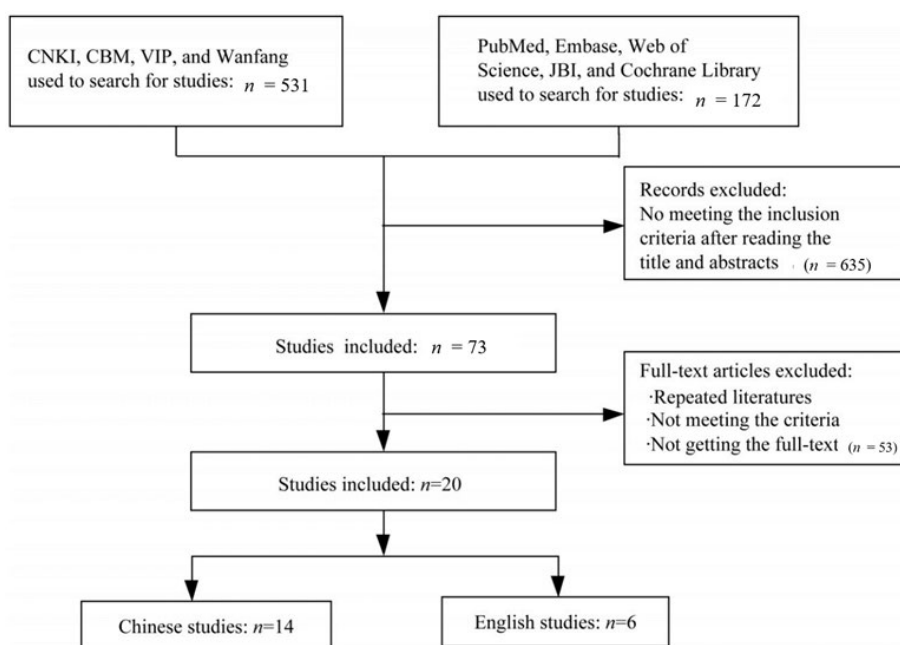 CNKI, CBM, VIP, and Wanfang
used to search for studies: n = 531
PubMed, Embase, Web of
Science, JBI, and Cochrane Library
used to search for studies: n = 172
Records excluded:
No meeting the inclusion
criteria after reading the
title and abstracts (n = 635)
Studies included: n = 73
Full-text articles excluded:
·Repeated literatures
·Not meeting the criteria
·Not getting the full-text (n = 53)
Studies included: n=20
Chinese studies: n=14
English studies: n=6